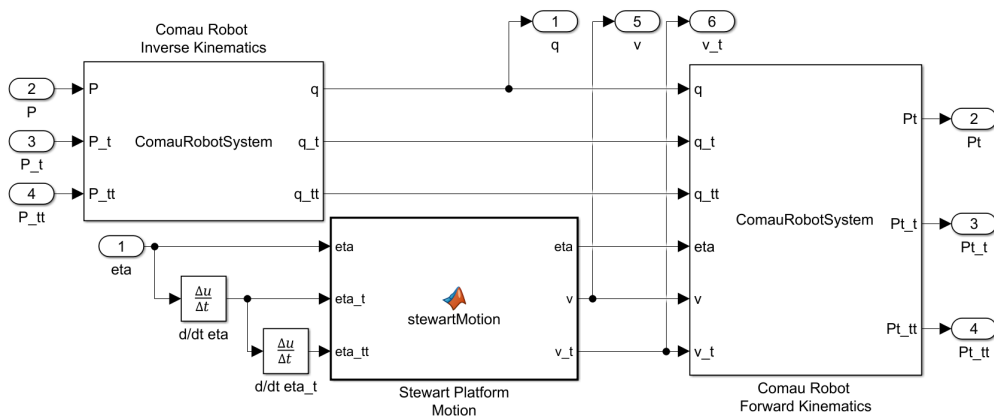 Comau Robot
Inverse Kinematics
1
q
5
v
6
v_t
2
P
3
P_t
4
P_tt
P
P_t
P_tt
ComauRobotSystem
q
q_t
q_tt
q
q_t
q_tt
eta
v
v_t
ComauRobotSystem
Pt
Pt_t
Pt_tt
2
Pt
3
Pt_t
4
Pt_tt
1
eta
Δu
Δt
d/dt eta
Δu
Δt
d/dt eta_t
eta
eta_t
eta_tt
stewartMotion
eta
v
v_t
Stewart Platform
Motion
Comau Robot
Forward Kinematics